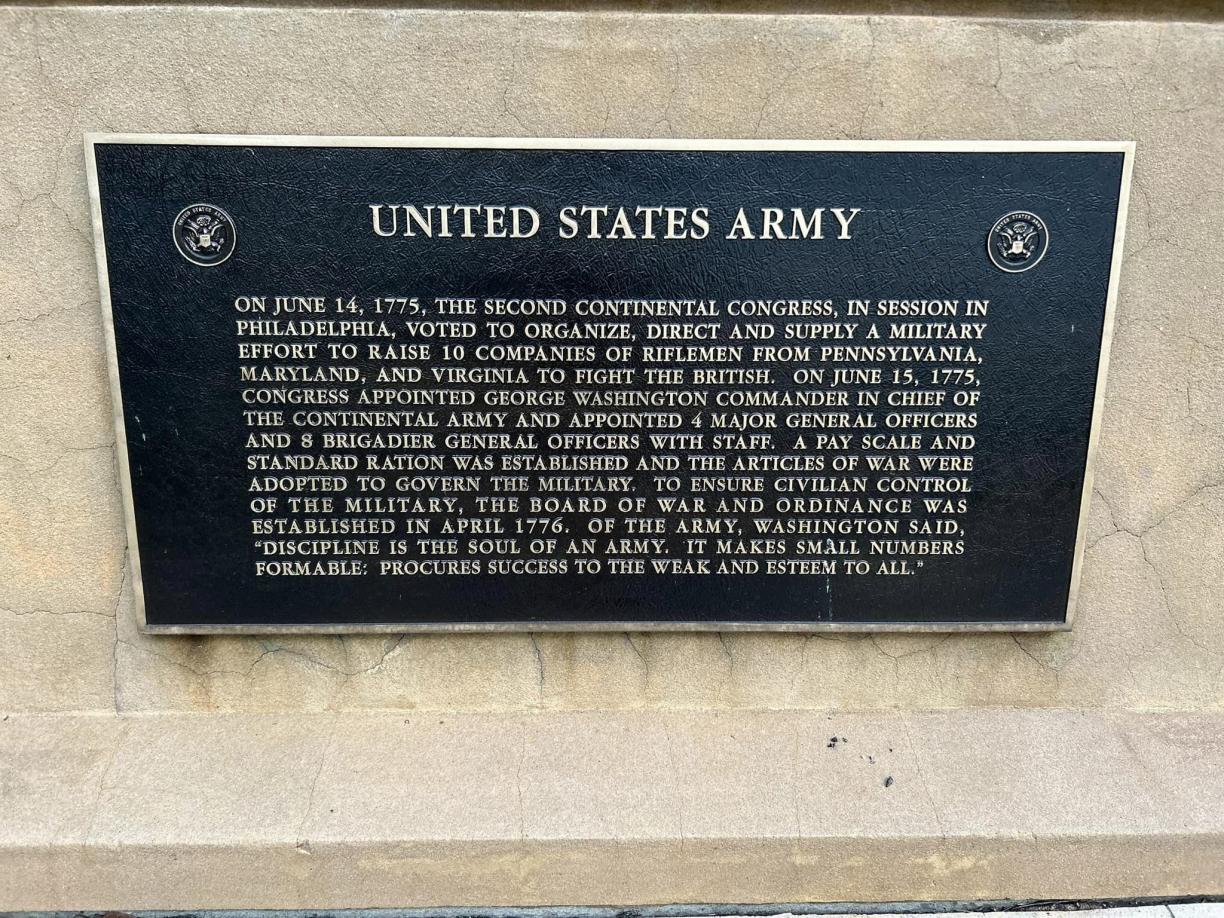 UNITED STATES ARMY
UNITED STATES ARMY
UNITED STATES ARMY
ON JUNE 14, 1775, THE SECOND CONTINENTAL CONGRESS, IN SESSION IN
PHILADELPHIA, VOTED TO ORGANIZE, DIRECT AND SUPPLY A MILITARY
EFFORT TO RAISE 10 COMPANIES OF RIFLEMEN FROM PENNSYLVANIA,
MARYLAND, AND VIRGINIA TO FIGHT THE BRITISH. ON JUNE 15, 1775,
CONGRESS APPOINTED GEORGE WASHINGTON COMMANDER IN CHIEF OF
THE CONTINENTAL ARMY AND APPOINTED 4 MAJOR GENERAL OFFICERS
AND 8 BRIGADIER GENERAL OFFICERS WITH STAFF. A PAY SCALE AND
STANDARD RATION WAS ESTABLISHED AND THE ARTICLES OF WAR WERE
ADOPTED TO GOVERN THE MILITARY. TO ENSURE CIVILIAN CONTROL
OF THE MILITARY, THE BOARD OF WAR AND ORDINANCE WAS
ESTABLISHED IN APRIL 1776. OF THE ARMY, WASHINGTON SAID,
“DISCIPLINE IS THE SOUL OF AN ARMY. IT MAKES SMALL NUMBERS
FORMABLE: PROCURES SUCCESS TO THE WEAK AND ESTEEM TO ALL.”